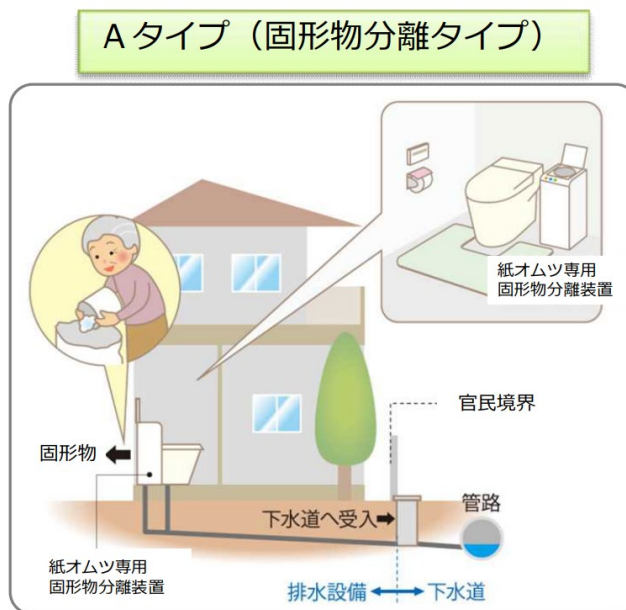 Aタイプ（固形物分離タイプ）
紙オムツ専用
固形物分離装置
官民境界
固形物
下水道へ受入
管路
紙オムツ専用
固形物分離装置
排水設備
下水道